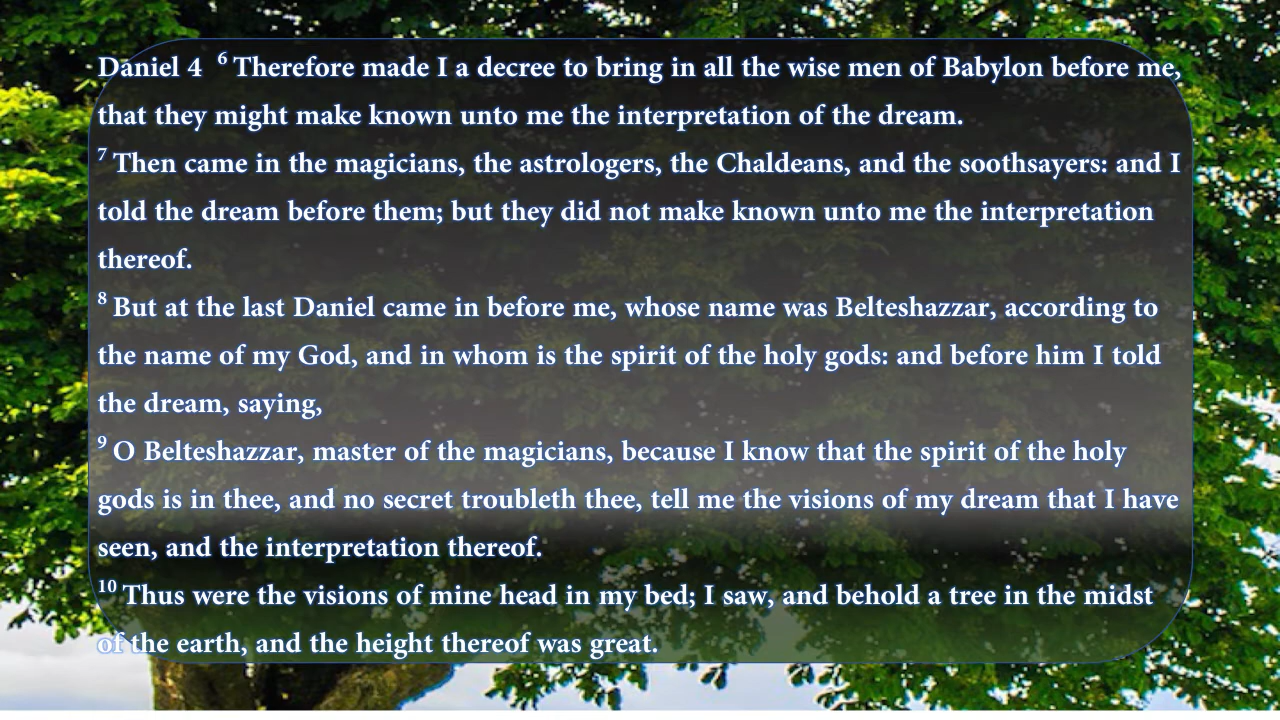 Daniel 4  6 Therefore made I a decree to bring in all the wise men of Babylon before me,
that they might make known unto me the interpretation of the dream.
7 Then came in the magicians, the astrologers, the Chaldeans, and the soothsayers: and I
told the dream before them; but they did not make known unto me the interpretation
thereof.
8 But at the last Daniel came in before me, whose name was Belteshazzar, according to
the name of my God, and in whom is the spirit of the holy gods: and before him I told
the dream, saying,
9 O Belteshazzar, master of the magicians, because I know that the spirit of the holy
gods is in thee, and no secret troubleth thee, tell me the visions of my dream that I have
seen, and the interpretation thereof.
10 Thus were the visions of mine head in my bed; I saw, and behold a tree in the midst
of the earth, and the height thereof was great.